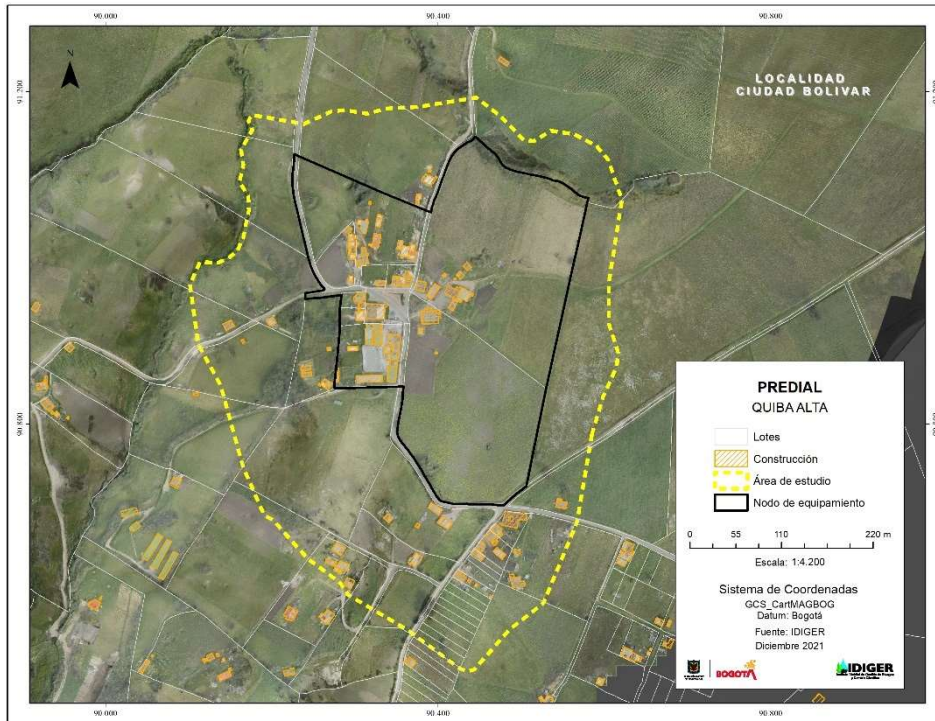 90.000
90.400
90.800
91.200
N
LOCALIDAD
CIUDAD BOLIVAR
90.800
PREDIAL
QUIBA ALTA
Lotes
Construcción
Área de estudio
Nodo de equipamiento
0 55 110 220 m
Escala: 1:4.200
Sistema de Coordenadas
GCS_CartMAGBOG
Datum: Bogotá
Fuente: IDIGER
Diciembre 2021
BOGOTÁ
IDIGER
90.000
90.400
90.800